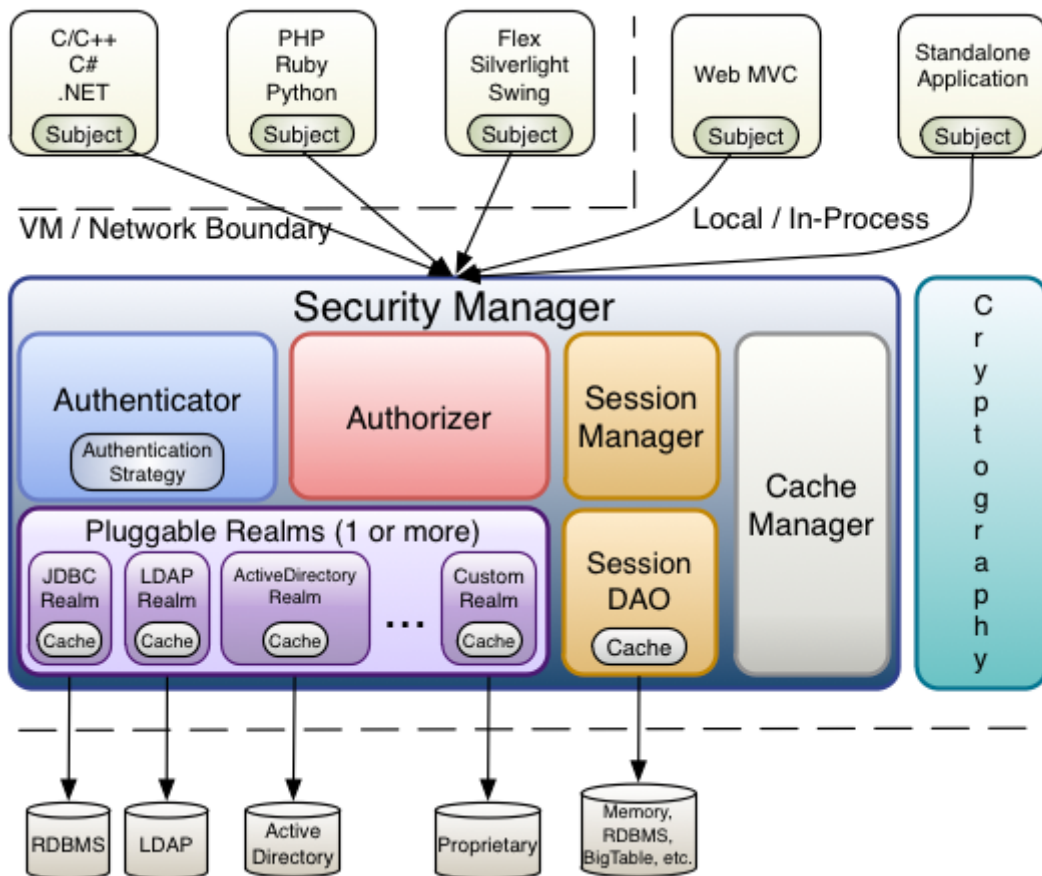 C/C++
C#
.NET
Subject
PHP
Ruby
Python
Subject
Flex
Silverlight
Swing
Subject
Web MVC
Subject
Standalone
Application
Subject
VM / Network Boundary
Local / In-Process
Security Manager
Authenticator
Authentication
Strategy
Authorizer
Session
Manager
Cache
Manager
Cryptography
Pluggable Realms (1 or more)
JDBC
Realm
Cache
LDAP
Realm
Cache
ActiveDirectory
Realm
Cache
...
Custom
Realm
Cache
Session
DAO
Cache
RDBMS
LDAP
Active
Directory
Proprietary
Memory,
RDBMS,
BigTable, etc.